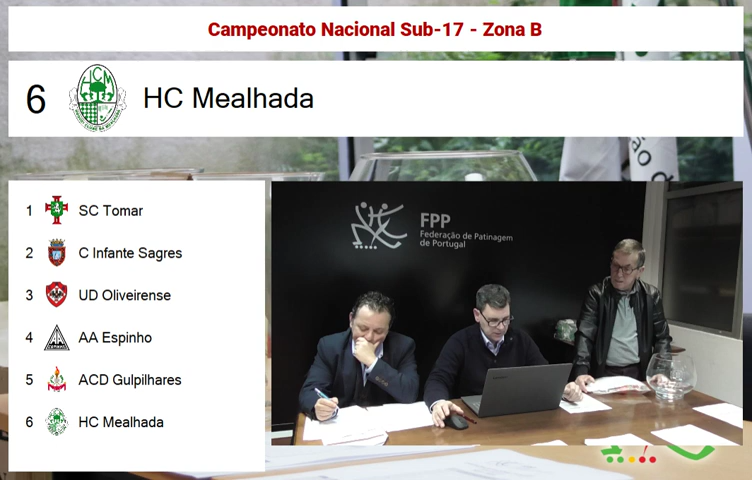 Campeonato Nacional Sub-17 - Zona B
6 HC Mealhada
1 SC Tomar
2 C Infante Sagres
3 UD Oliveirense
4 AA Espinho
5 ACD Gulpilhares
6 HC Mealhada
FPP
Federação de Patinagem
de Portugal
ão d